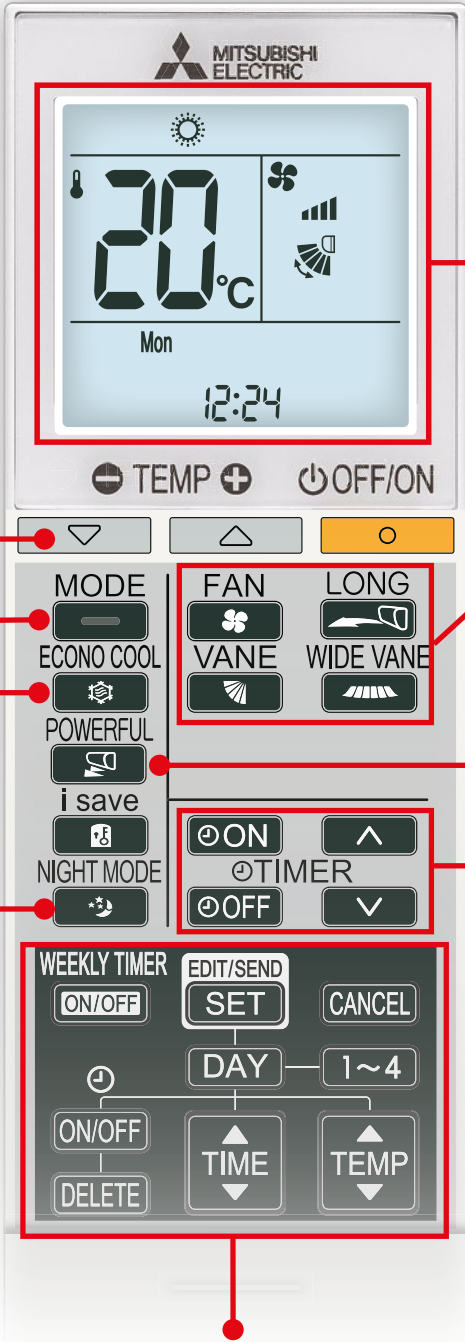 MITSUBISHI
ELECTRIC
20°C
Mon
12:24
TEMP OFF/ON
MODE FAN LONG
ECONO COOL VANE WIDE VANE
POWERFUL
i save
ON
NIGHT MODE TIMER
OFF
WEEKLY TIMER EDIT/SEND
ON/OFF SET CANCEL
DAY 1~4
ON/OFF TIME TEMP
DELETE